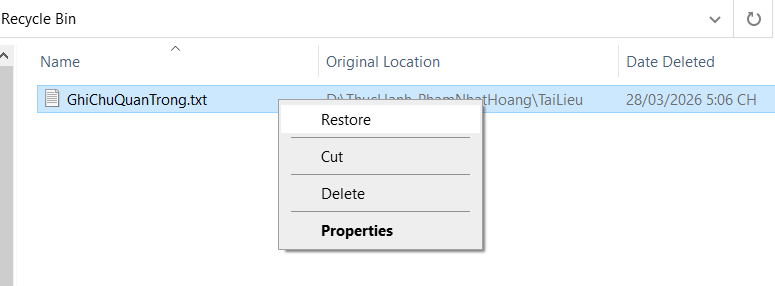 Recycle Bin
Name Original Location Date Deleted
GhiChuQuanTrong.txt D:\ThucHanh_PhamNhatHoang\TaiLieu 28/03/2026 5:06 CH
Restore
Cut
Delete
Properties